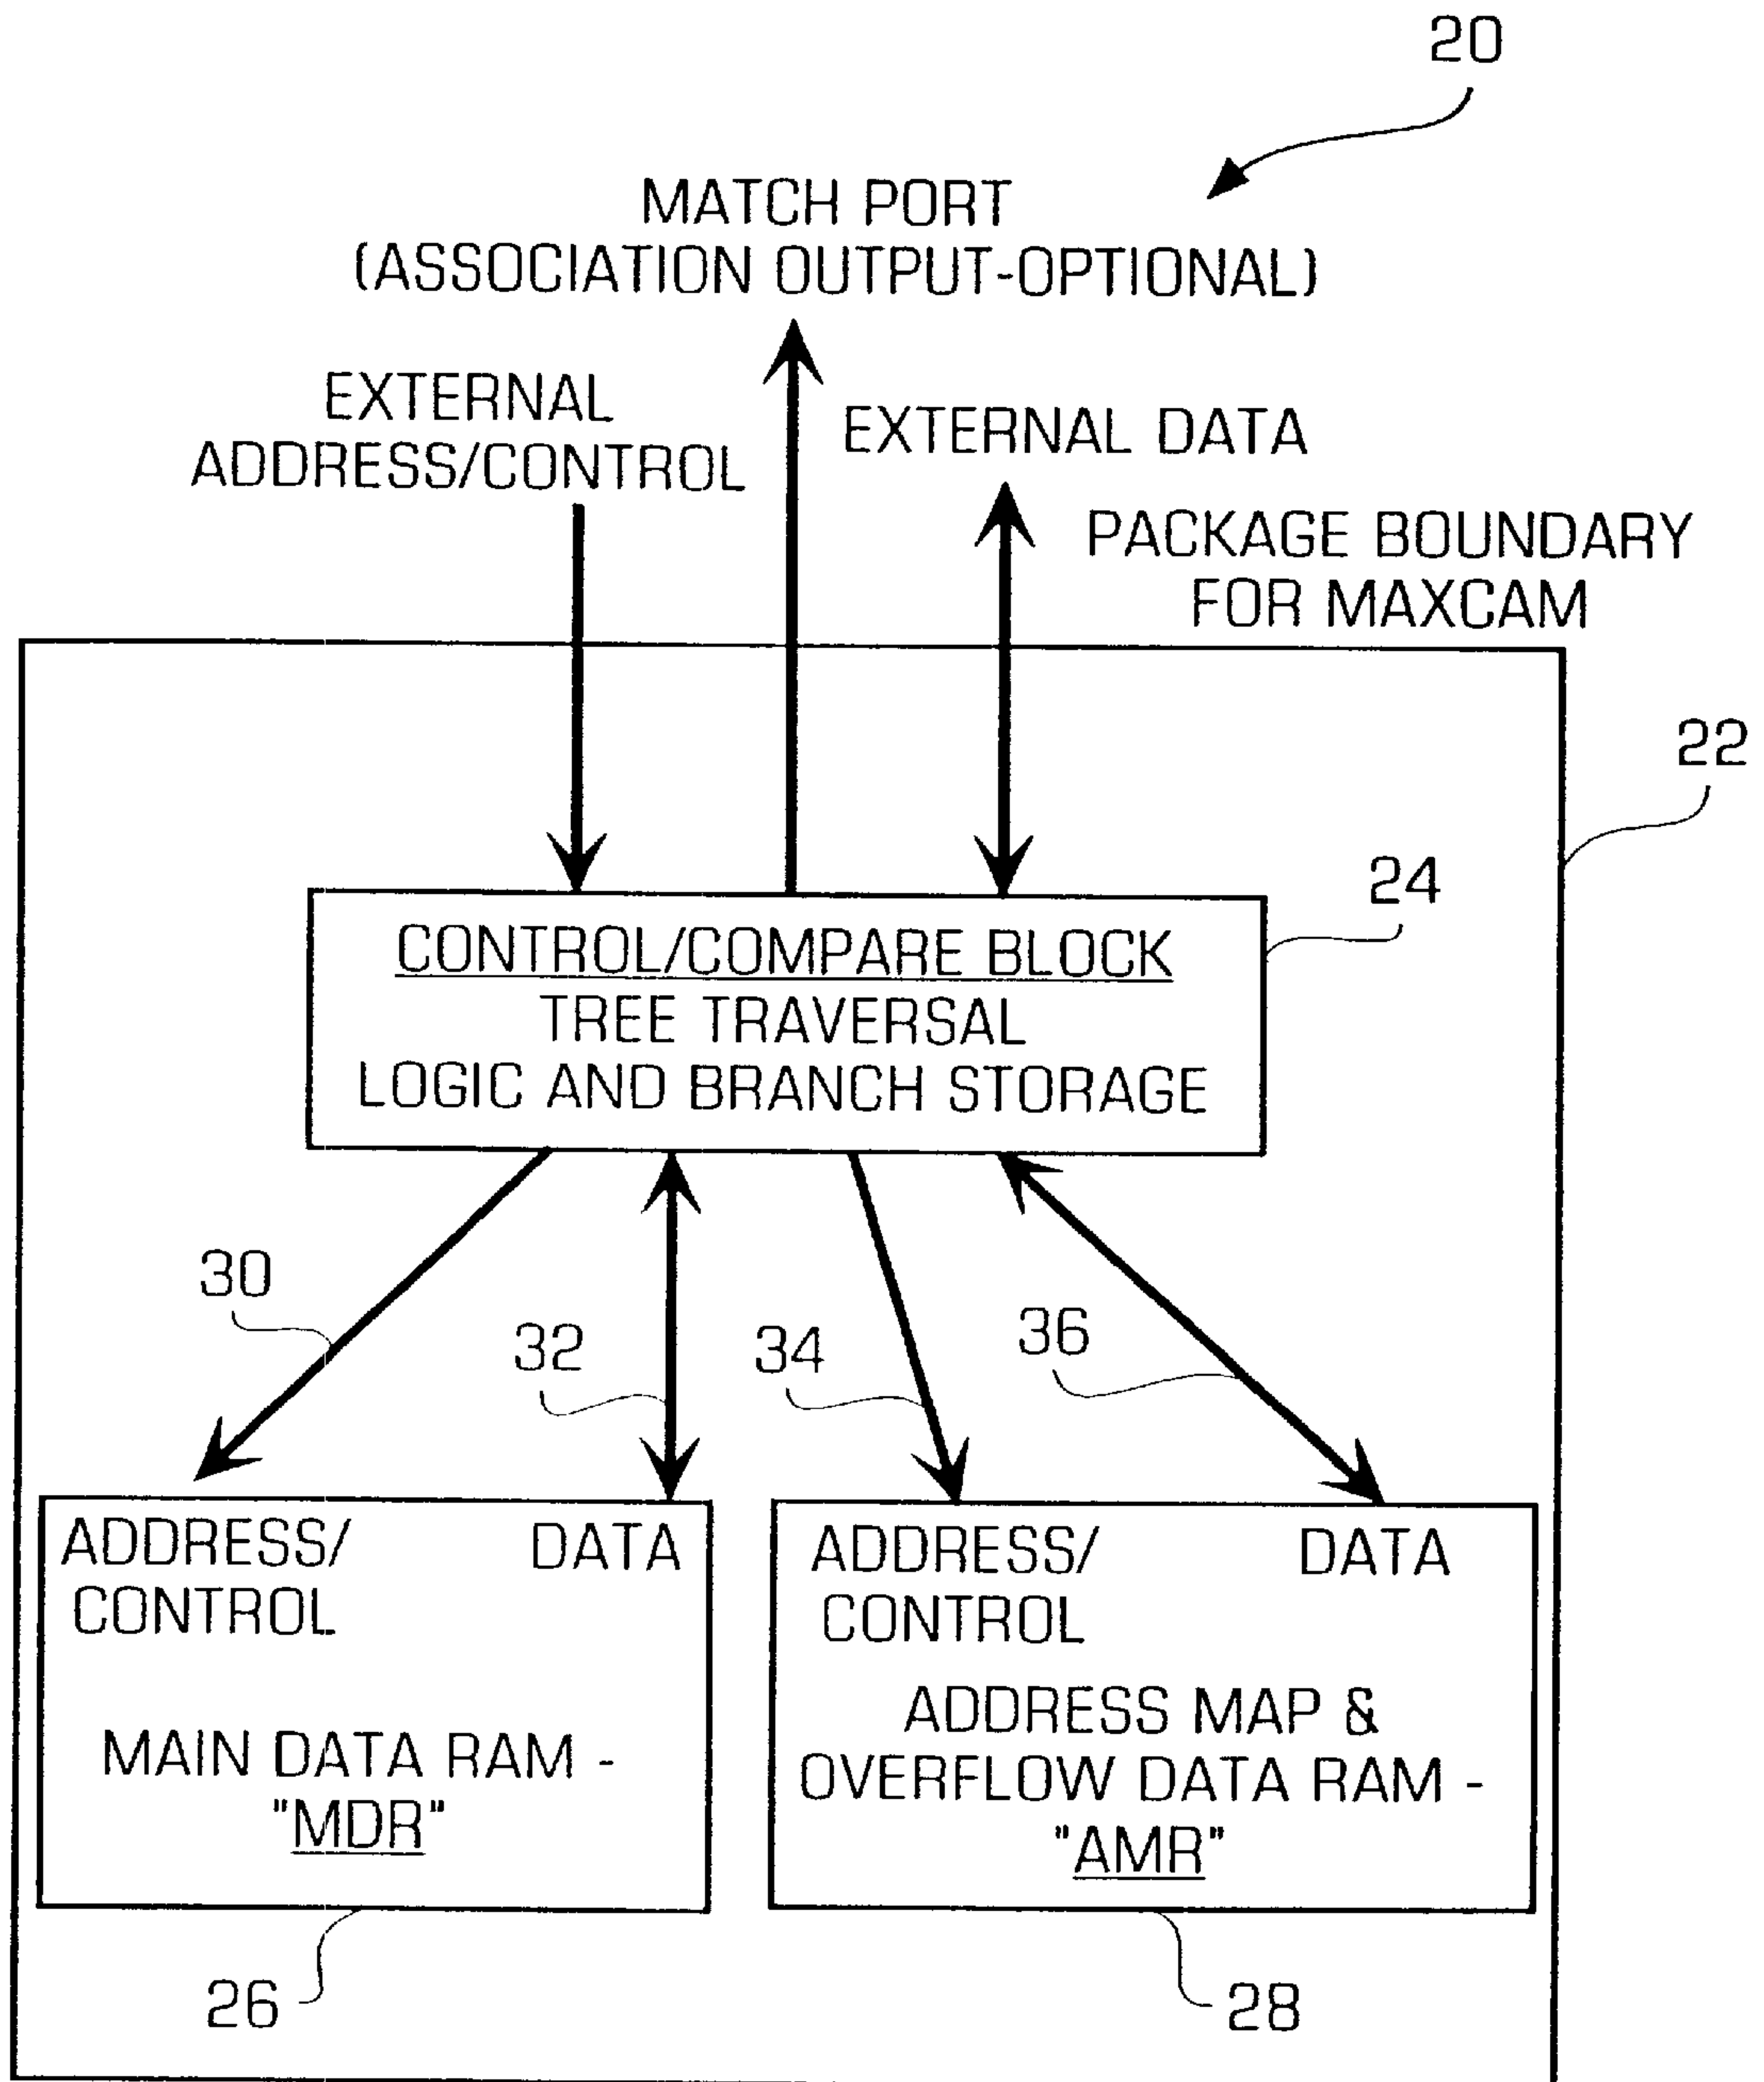 20
MATCH PORT
(ASSOCIATION OUTPUT-OPTIONAL)
EXTERNAL
ADDRESS/CONTROL
EXTERNAL DATA
PACKAGE BOUNDARY
FOR MAXCAM
22
24
CONTROL/COMPARE BLOCK
TREE TRAVERSAL
LOGIC AND BRANCH STORAGE
30
32
34
36
ADDRESS/
CONTROL
DATA
MAIN DATA RAM -
"MDR"
ADDRESS/
CONTROL
DATA
ADDRESS MAP &
OVERFLOW DATA RAM -
"AMR"
26
28